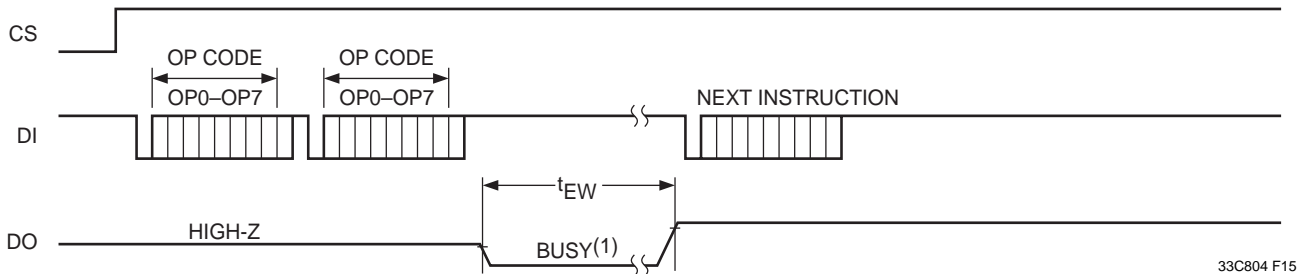 CS
OP CODE OP CODE
OP0–OP7 OP0–OP7 NEXT INSTRUCTION
DI
tEW
DO HIGH-Z BUSY(1)
33C804 F15